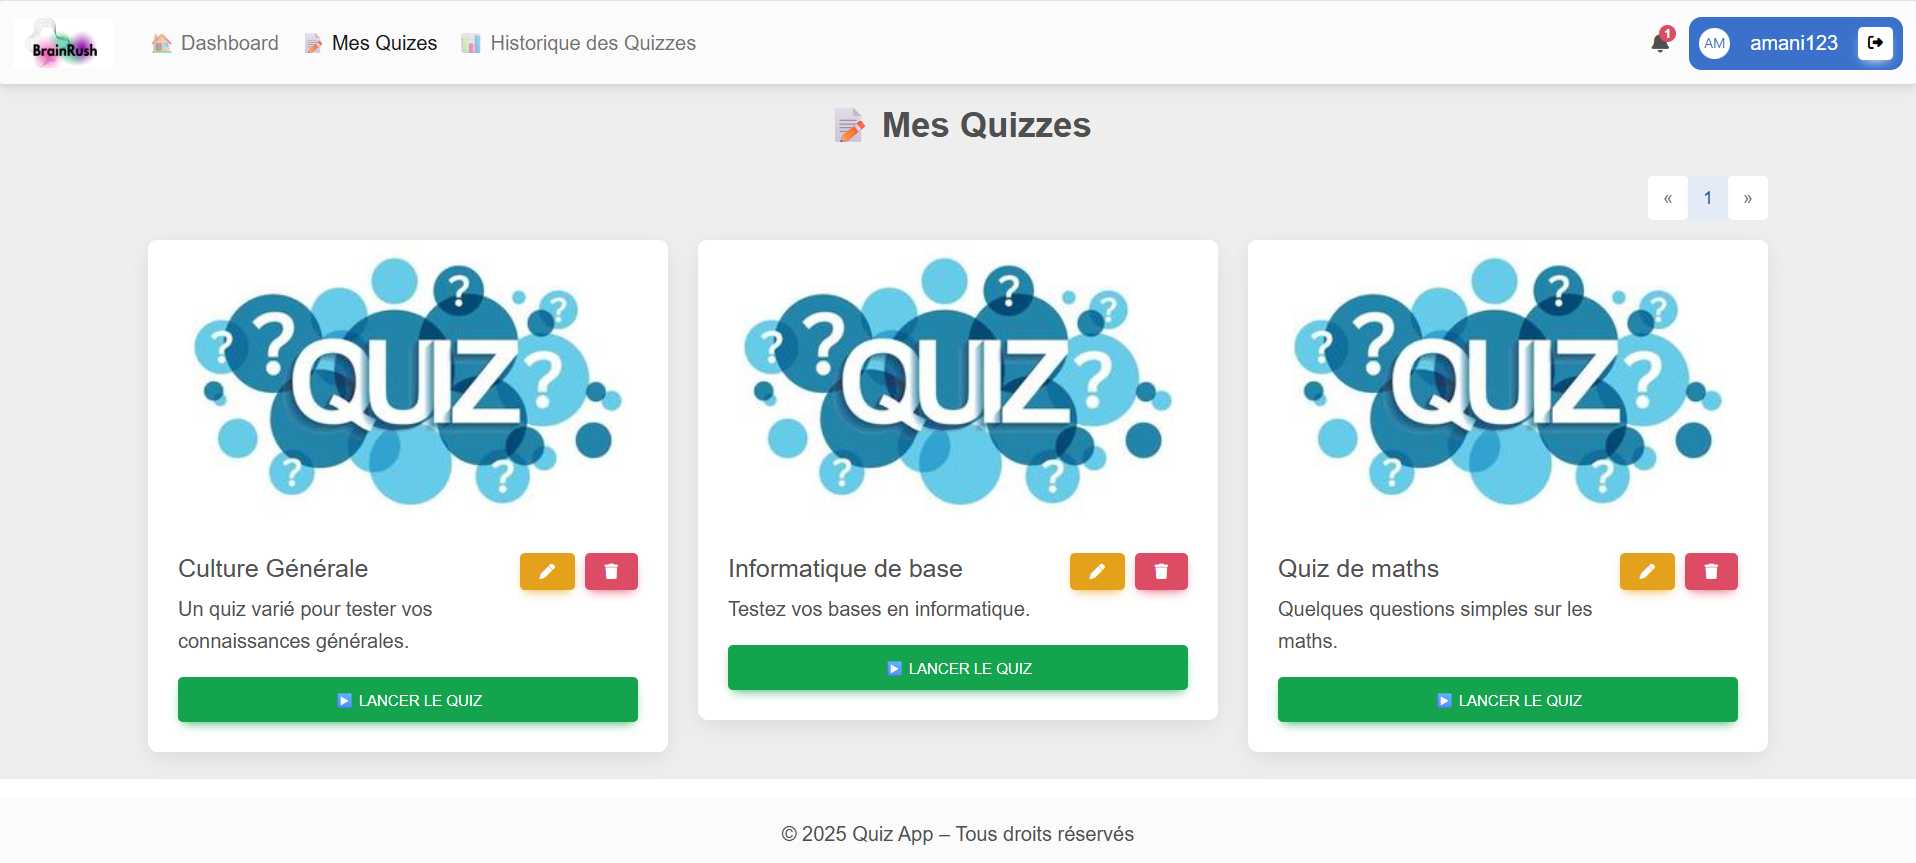 BrainRush
Dashboard
Mes Quizes
Historique des Quizzes
1
AM
amani123
Mes Quizzes
«
1
»
? ? ? ? ? ? ?
QUIZ
? ? ? ? ? ? ?
QUIZ
? ? ? ? ? ? ?
QUIZ
Culture Générale
Un quiz varié pour tester vos
connaissances générales.
LANCER LE QUIZ
Informatique de base
Testez vos bases en informatique.
LANCER LE QUIZ
Quiz de maths
Quelques questions simples sur les
maths.
LANCER LE QUIZ
© 2025 Quiz App – Tous droits réservés